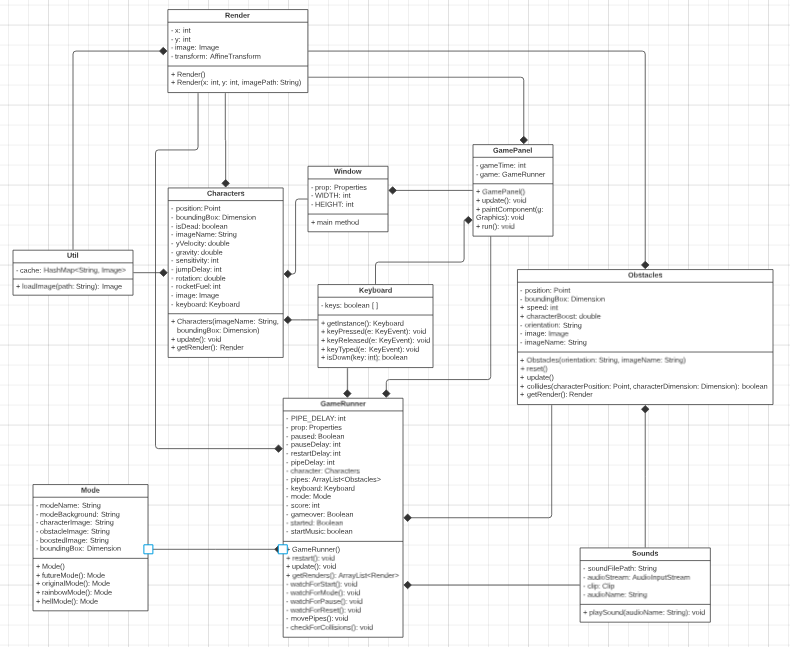 Render
- x: int
- y: int
- image: Image
- transform: AffineTransform
+ Render()
+ Render(x: int, y: int, imagePath: String)
GamePanel
- gameTime: int
- game: GameRunner
+ GamePanel()
+ update(): void
+ paintComponent(g:
Graphics): void
+ run(): void
Window
- prop: Properties
- WIDTH: int
- HEIGHT: int
+ main method
Characters
- position: Point
- boundingBox: Dimension
- isDead: boolean
- imageName: String
- yVelocity: double
- gravity: double
- sensitivity: int
- jumpDelay: int
- rotation: double
- rocketFuel: int
- image: Image
- keyboard: Keyboard
+ Characters(imageName: String,
boundingBox: Dimension)
+ update(): void
+ getRender(): Render
Util
- cache: HashMap<String, Image>
+ loadImage(path: String): Image
Keyboard
- keys: boolean [ ]
+ getInstance(): Keyboard
+ keyPressed(e: KeyEvent): void
+ keyReleased(e: KeyEvent): void
+ keyTyped(e: KeyEvent): void
+ isDown(key: int): boolean
Obstacles
- position: Point
- boundingBox: Dimension
+ speed: int
+ characterBoost: double
- orientation: String
- image: Image
- imageName: String
+ Obstacles(orientation: String, imageName: String)
+ reset()
+ update()
+ collides(characterPosition: Point, characterDimension: Dimension): boolean
+ getRender(): Render
GameRunner
- PIPE_DELAY: int
- prop: Properties
- paused: Boolean
- pauseDelay: int
- restartDelay: int
- pipeDelay: int
- character: Characters
- pipes: ArrayList<Obstacles>
- keyboard: Keyboard
- mode: Mode
- score: int
- gameover: Boolean
- started: Boolean
- startMusic: boolean
+ GameRunner()
+ restart(): void
+ update(): void
+ getRenders(): ArrayList<Render>
- watchForStart(): void
- watchForMode(): void
- watchForPause(): void
- watchForReset(): void
- movePipes(): void
- checkForCollisions(): void
Mode
- modeName: String
- modeBackground: String
- characterImage: String
- obstacleImage: String
- boostedImage: String
- boundingBox: Dimension
+ Mode()
+ futureMode(): Mode
+ originalMode(): Mode
+ rainbowMode(): Mode
+ hellMode(): Mode
Sounds
- soundFilePath: String
- audioStream: AudioInputStream
- clip: Clip
- audioName: String
+ playSound(audioName: String): void